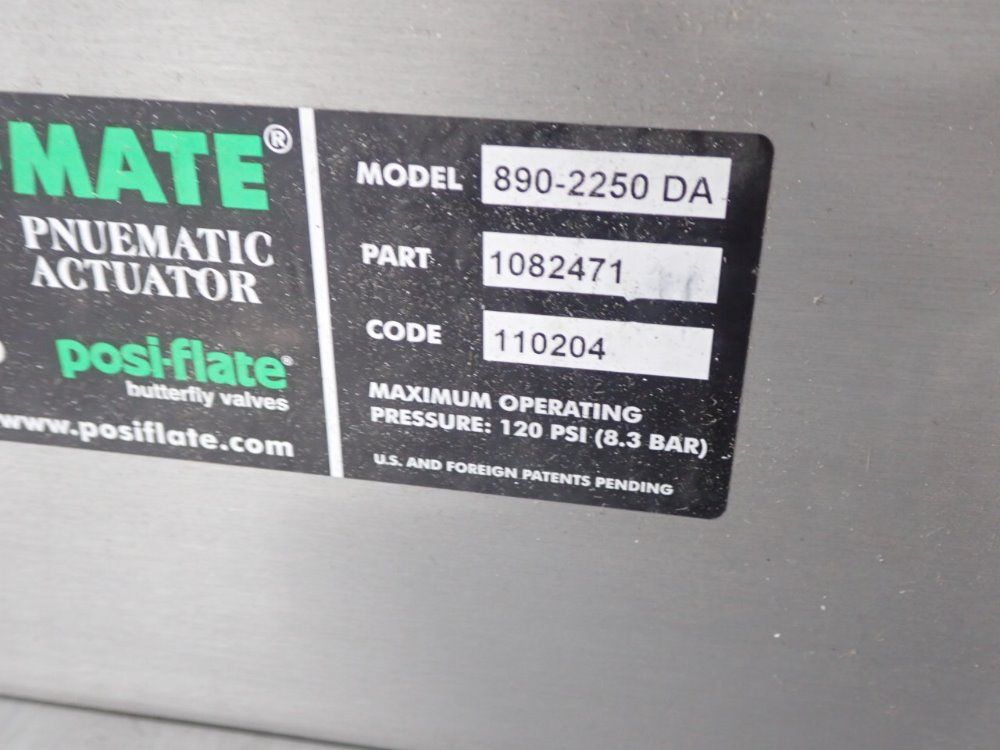 -MATE®
PNUEMATIC
ACTUATOR
posi-flate®
butterfly valves
www.posiflate.com
MODEL 890-2250 DA
PART 1082471
CODE 110204
MAXIMUM OPERATING
PRESSURE: 120 PSI (8.3 BAR)
U.S. AND FOREIGN PATENTS PENDING